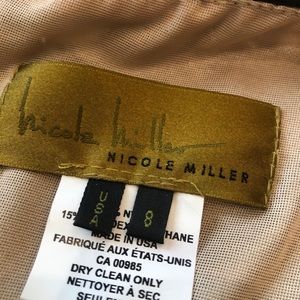 Nicole Miller
NICOLE MILLER
USA
8
15%
MADE IN USA
FABRIQUÉ AUX ÉTATS-UNIS
CA 00985
DRY CLEAN ONLY
NETTOYER À SEC